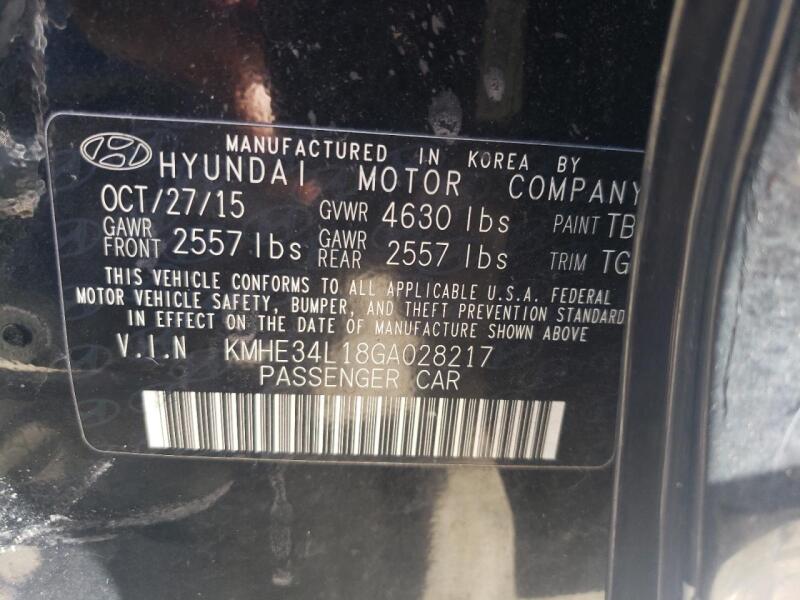 MANUFACTURED IN KOREA BY
HYUNDAI MOTOR COMPANY
OCT/27/15 GVWR 4630 lbs PAINT TB
GAWR FRONT 2557 lbs GAWR REAR 2557 lbs TRIM TG
THIS VEHICLE CONFORMS TO ALL APPLICABLE U.S.A. FEDERAL
MOTOR VEHICLE SAFETY, BUMPER, AND THEFT PREVENTION STANDARD
IN EFFECT ON THE DATE OF MANUFACTURE SHOWN ABOVE
V.I.N KMHE34L18GA028217
PASSENGER CAR